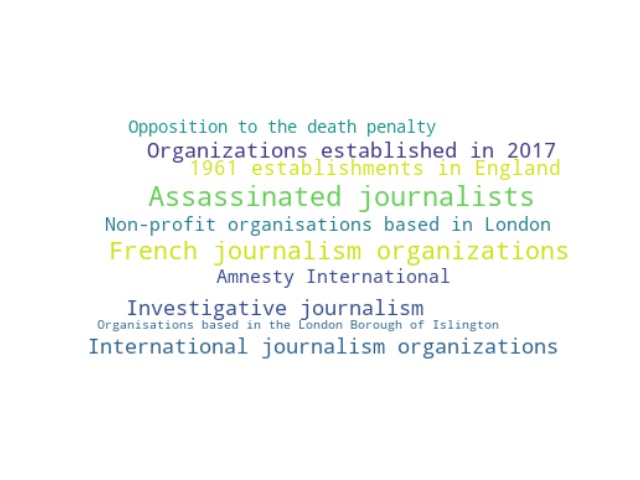 Opposition to the death penalty
Organizations established in 2017
1961 establishments in England
Assassinated journalists
Non-profit organisations based in London
French journalism organizations
Amnesty International
Investigative journalism
Organisations based in the London Borough of Islington
International journalism organizations